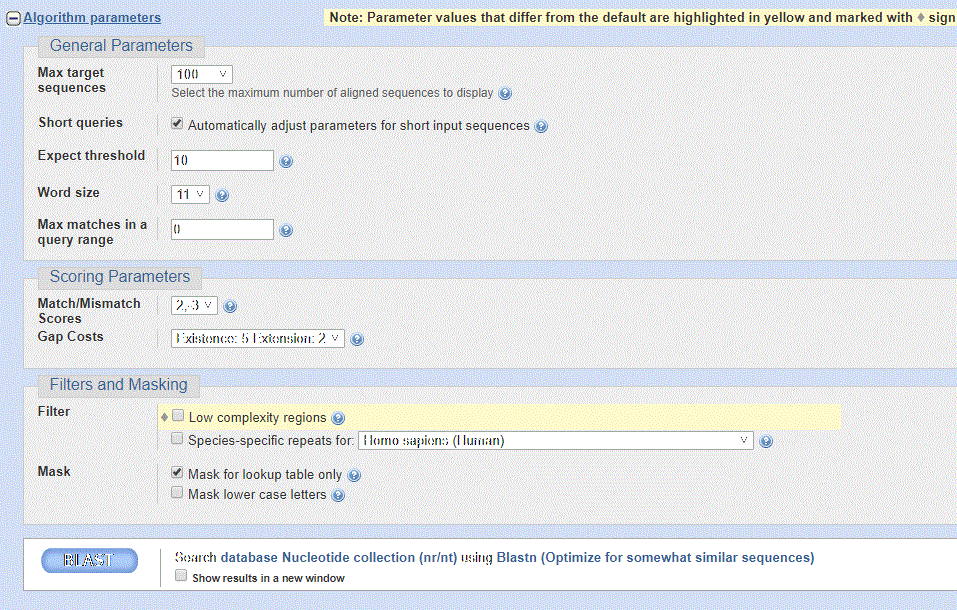 Algorithm parameters
Note: Parameter values that differ from the default are highlighted in yellow and marked with ♦ sign
General Parameters
Max target
sequences
100
Select the maximum number of aligned sequences to display
Short queries
Automatically adjust parameters for short input sequences
Expect threshold
10
Word size
11
Max matches in a
query range
0
Scoring Parameters
Match/Mismatch
Scores
2,-3
Gap Costs
Existence: 5 Extension: 2
Filters and Masking
Filter
♦ Low complexity regions
Species-specific repeats for: Homo sapiens (Human)
Mask
Mask for lookup table only
Mask lower case letters
BLAST
Search database Nucleotide collection (nr/nt) using Blastn (Optimize for somewhat similar sequences)
Show results in a new window